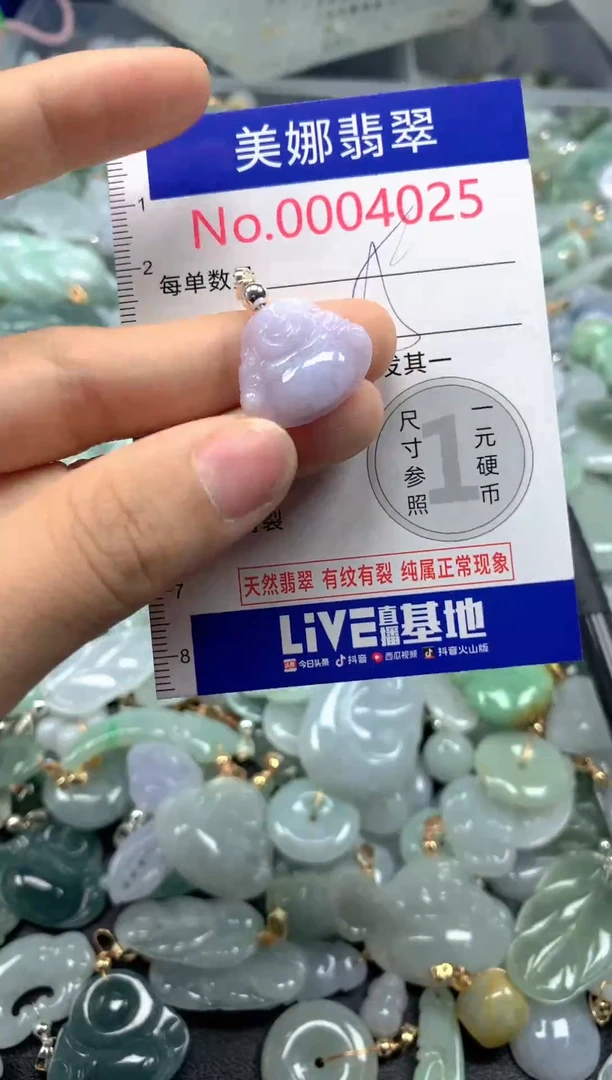 美娜翡翠
No.0004025
1
2
每单数
发其一
尺寸参照
1
一元硬币
裂
天然翡翠 有纹有裂 纯属正常现象
7
LiVE直播基地
8
头条 今日头条 抖音 西瓜视频 抖音火山版